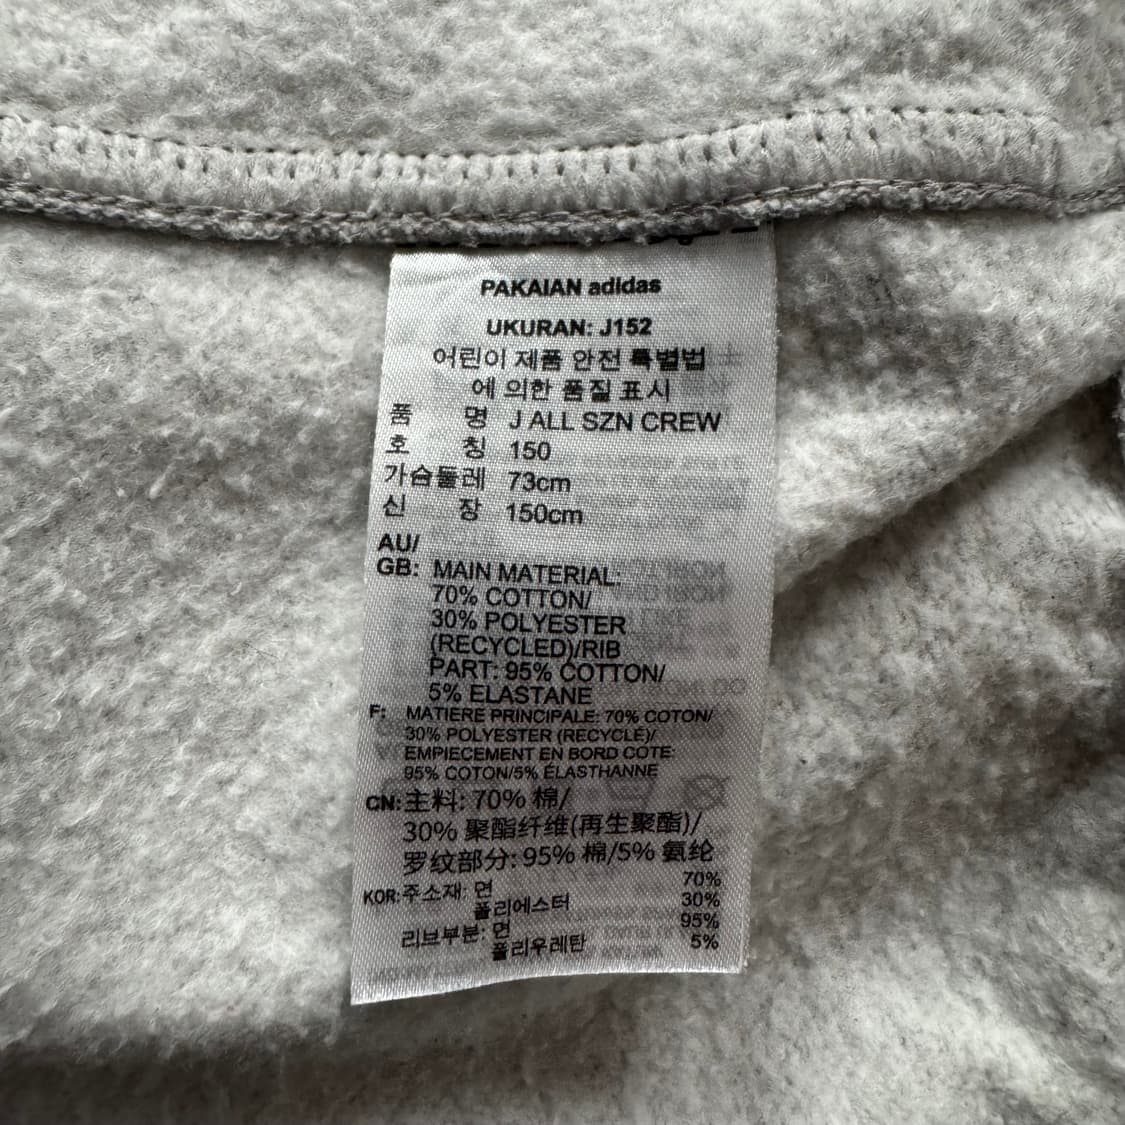 PAKAIAN adidas
UKURAN: J152
어린이 제품 안전 특별법
에 의한 품질 표시
품 명 J ALL SZN CREW
호 칭 150
가슴둘레 73cm
신 장 150cm
AU/
GB: MAIN MATERIAL:
70% COTTON/
30% POLYESTER
(RECYCLED)/RIB
PART: 95% COTTON/
5% ELASTANE
F: MATIERE PRINCIPALE: 70% COTON/
30% POLYESTER (RECYCLÉ)/
EMPIECEMENT EN BORD COTE:
95% COTON/5% ÉLASTHANNE
CN: 主料: 70% 棉/
30% 聚酯纤维(再生聚酯)/
罗纹部分: 95% 棉/5% 氨纶
KOR: 주소재: 면 70%
폴리에스터 30%
리브부분: 면 95%
폴리우레탄 5%